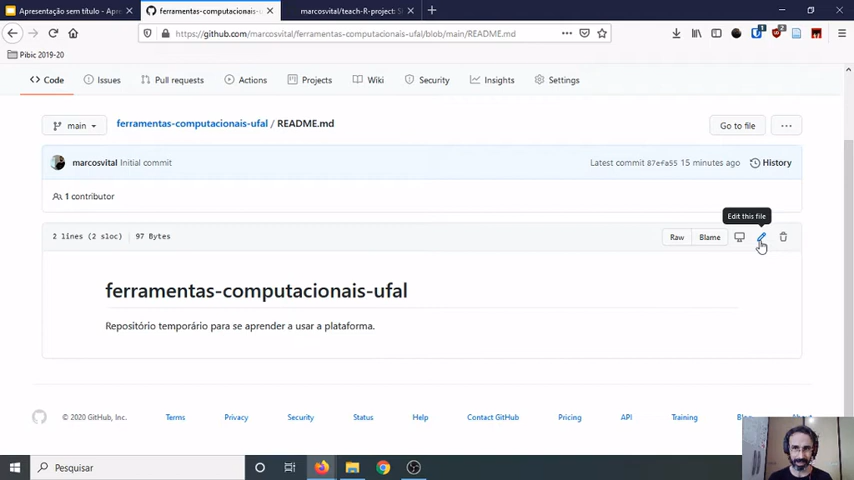 Apresentação sem título - Ap
ferramentas-computacionais-u
marcosvital/teach-R-project: S
https://github.com/marcosvital/ferramentas-computacionais-ufal/blob/main/README.md
Pibic 2019-20
Code
Issues
Pull requests
Actions
Projects
Wiki
Security
Insights
Settings
main
ferramentas-computacionais-ufal / README.md
Go to file
marcosvital Initial commit
Latest commit 87efa55 15 minutes ago
History
1 contributor
Edit this file
2 lines (2 sloc) 97 Bytes
Raw
Blame
ferramentas-computacionais-ufal
Repositório temporário para se aprender a usar a plataforma.
© 2020 GitHub, Inc.
Terms
Privacy
Security
Status
Help
Contact GitHub
Pricing
API
Training
Pesquisar